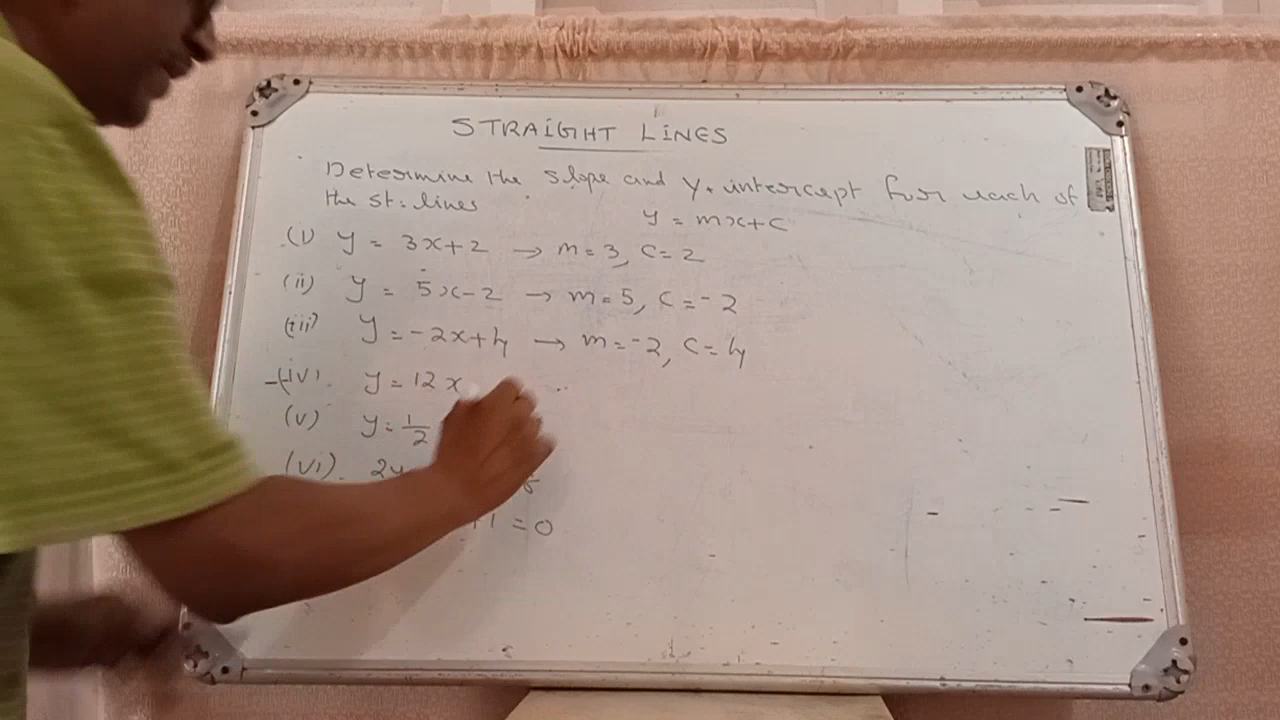 STRAIGHT LINES
Determine the slope and y-intercept for each of
the st. lines
y = mx+c
(i) y = 3x+2 → m=3, c=2
(ii) y = 5x-2 → m=5, c=-2
(iii) y=-2x+4 → m=-2, c=4
(iv). y=12x
(v) y=1/2
(vi). 2y
+1 =0